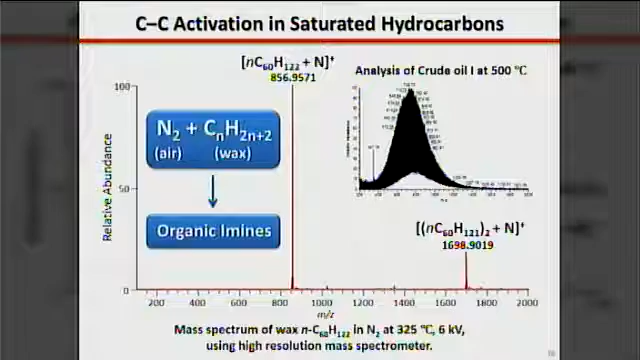 C–C Activation in Saturated Hydrocarbons
[nC60H122 + N]+
856.9571
Analysis of Crude oil I at 500 °C
100
50
0
Relative Abundance
N2 + CnH2n+2
(air) (wax)
Organic Imines
[(nC60H121)2 + N]+
1698.9019
200 600 800 1000 1200 1400 1600 1800 2000
m/z
Mass spectrum of wax n-C60H122 in N2 at 325 °C, 6 kV,
using high resolution mass spectrometer.